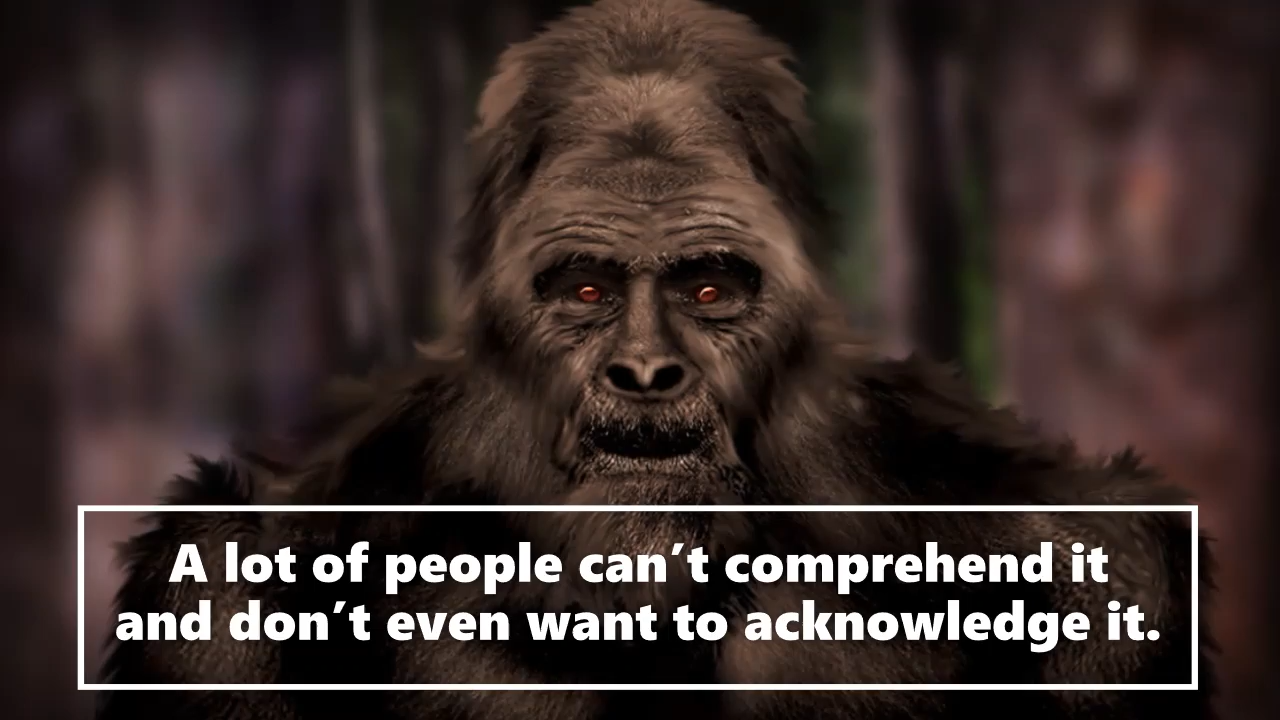 A lot of people can´t comprehend it
and don´t even want to acknowledge it.